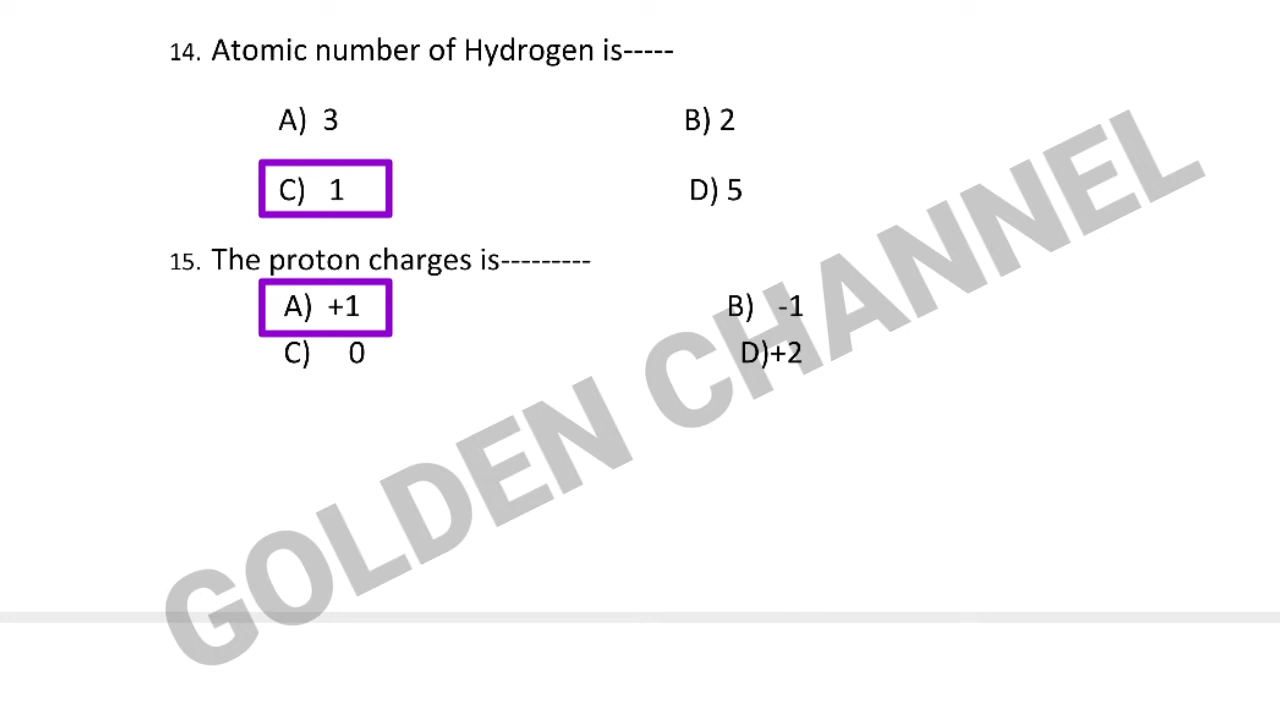 14. Atomic number of Hydrogen is-----
A) 3 B) 2
C) 1 D) 5
15. The proton charges is---------
A) +1 B) -1
C) 0 D)+2
GOLDEN CHANNEL